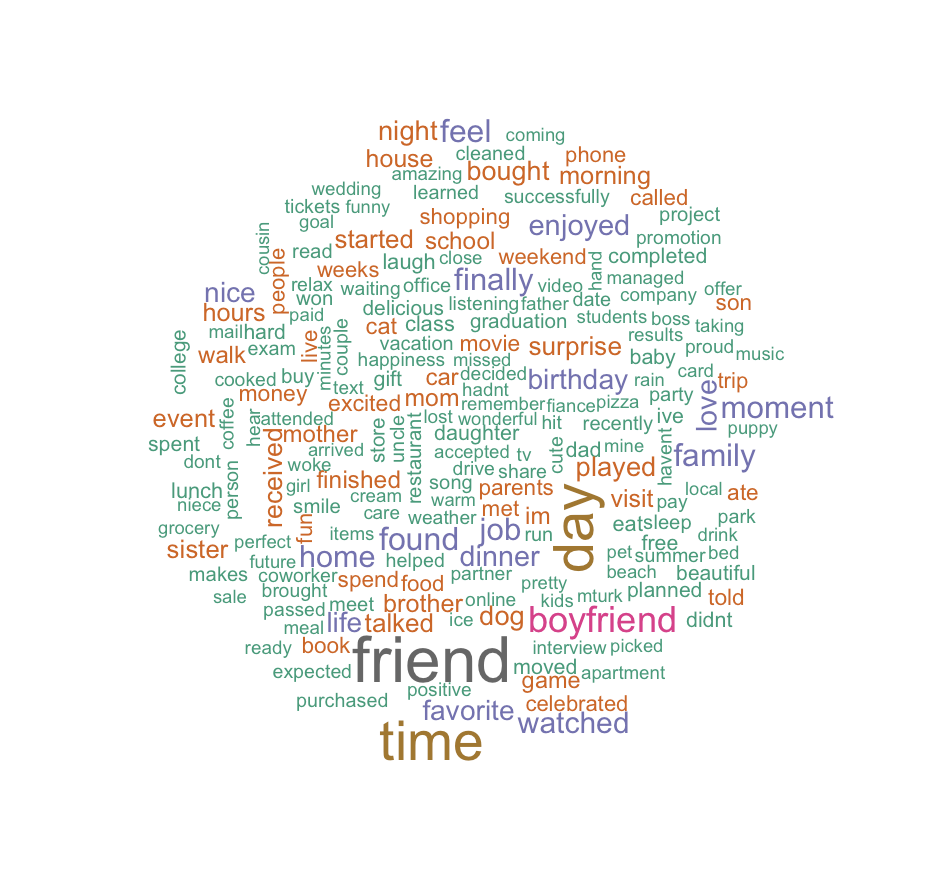 night feel coming
house cleaned phone
amazing bought morning
wedding learned successfully called
tickets funny shopping enjoyed project
goal started school promotion
cousin read laugh close weekend hand completed
people weeks finally managed
nice relax waiting office video company offer
won delicious listening father date son
hours paid class graduation students boss taking
mail hard cat movie surprise results proud music
college walk exam live minutes couple vacation happiness missed baby
cooked buy text gift car decided birthday rain card trip
money excited mom hadnt remember fiance pizza party love moment
event coffee hear attended lost wonderful hit recently ive puppy
spent mother store uncle daughter cute dad mine havent family
dont arrived restaurant accepted tv
person received woke finished drive share played
lunch girl song parents day visit pay local ate
niece smile cream warm met im
grocery fun care weather eat sleep park
sister perfect items found job run free drink
future home helped dinner pet summer bed
makes coworker spend food partner pretty beach beautiful
sale brought brother online kids mturk planned told
passed meet life talked ice dog boyfriend didnt
meal
ready book friend interview picked
expected moved apartment
positive game
purchased favorite celebrated
watched
time